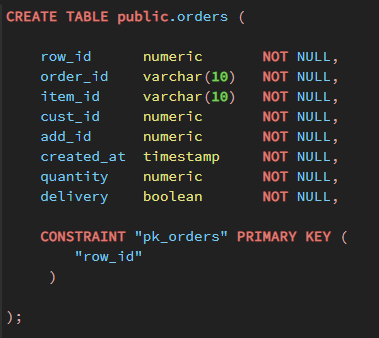 CREATE TABLE public.orders (
row_id numeric NOT NULL,
order_id varchar(10) NOT NULL,
item_id varchar(10) NOT NULL,
cust_id numeric NOT NULL,
add_id numeric NOT NULL,
created_at timestamp NOT NULL,
quantity numeric NOT NULL,
delivery boolean NOT NULL,
CONSTRAINT "pk_orders" PRIMARY KEY (
"row_id"
)
);